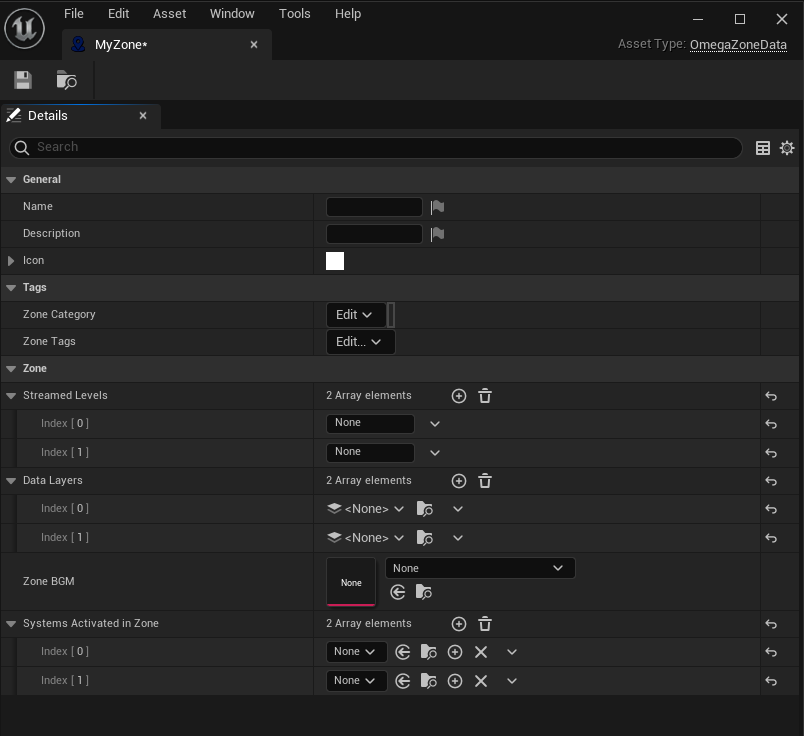 File Edit Asset Window Tools Help
MyZone*
Asset Type: OmegaZoneData
Details
Search
General
Name
Description
Icon
Tags
Zone Category Edit
Zone Tags Edit...
Zone
Streamed Levels 2 Array elements
Index [ 0 ] None
Index [ 1 ] None
Data Layers 2 Array elements
Index [ 0 ] <None>
Index [ 1 ] <None>
Zone BGM None None
Systems Activated in Zone 2 Array elements
Index [ 0 ] None
Index [ 1 ] None